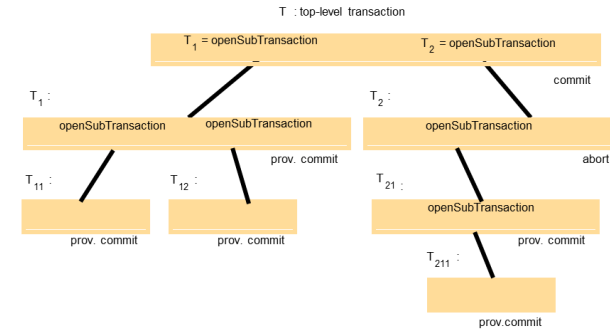 T : top-level transaction
T1 = openSubTransaction T2 = openSubTransaction
commit
T1 : T2 :
openSubTransaction openSubTransaction openSubTransaction
prov. commit abort
T11 : T12 : T21 :
openSubTransaction
prov. commit prov. commit prov. commit
T211 :
prov.commit